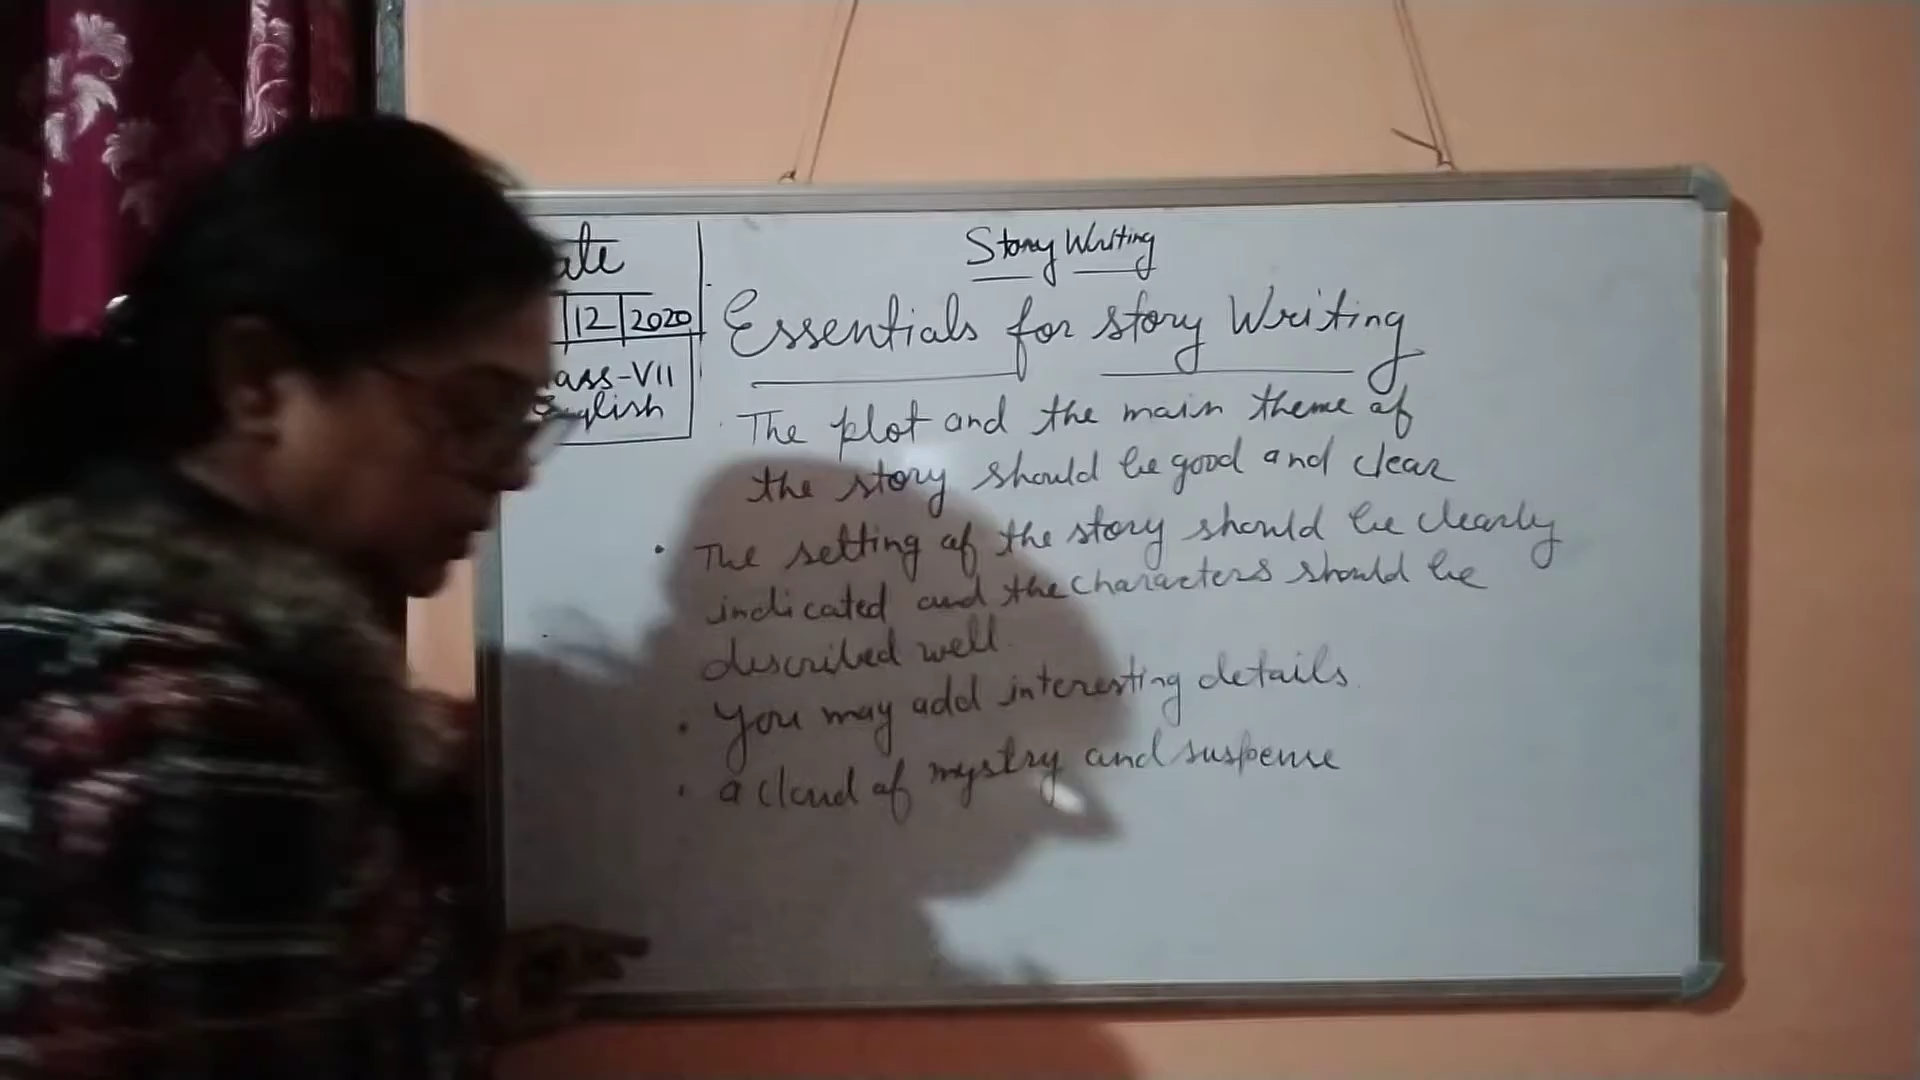 ate
12 2020
ass-VII
English
Story Writing
Essentials for story Writing
The plot and the main theme of
the story should be good and clear
• The setting of the story should be clearly
indicated and the characters should be
described well.
• You may add interesting details.
• a cloud of mystry and suspense